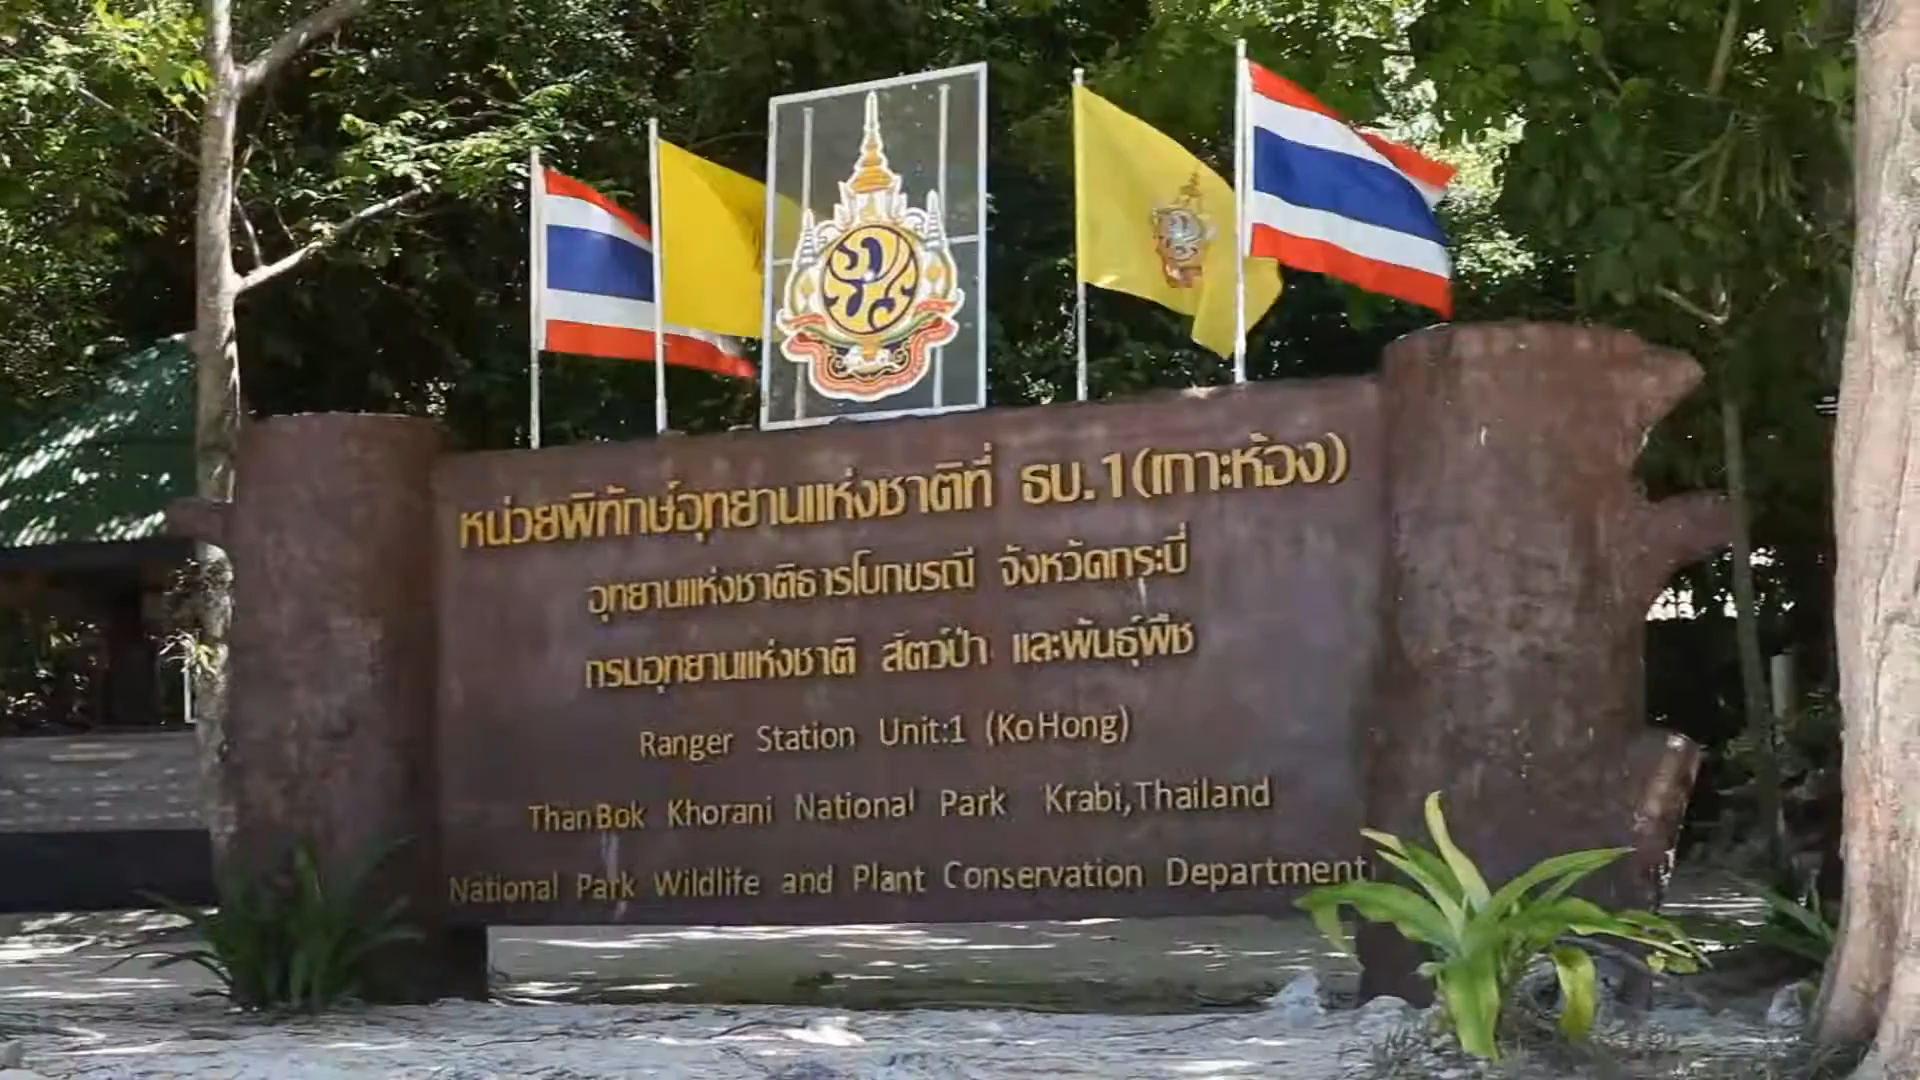 หน่วยพิทักษ์อุทยานแห่งชาติที่ ธบ.1(เกาะห้อง)
อุทยานแห่งชาติธารโบกขรณี จังหวัดกระบี่
กรมอุทยานแห่งชาติ สัตว์ป่า และพันธุ์พืช
Ranger Station Unit:1 (KoHong)
ThanBok Khorani National Park Krabi,Thailand
National Park Wildlife and Plant Conservation Department